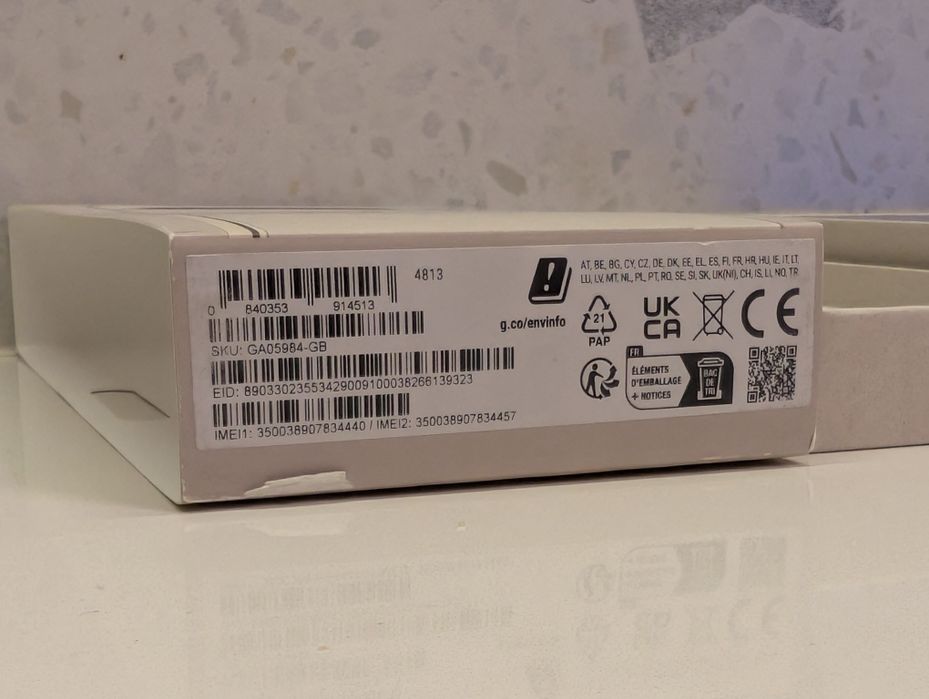 4813
0 840353 914513
SKU: GA05984-GB
EID: 89033023553429009100038266139323
IMEI1: 350038907834440 / IMEI2: 350038907834457
g.co/envinfo
AT, BE, BG, CY, CZ, DE, DK, EE, EL, ES, FI, FR, HR, HU, IE, IT, LT,
LU, LV, MT, NL, PL, PT, RO, SE, SI, SK, UK(NI), CH, IS, LI, NO, TR
21
PAP
UK
CA
CE
FR
ÉLÉMENTS
D'EMBALLAGE
+ NOTICES
BAC
DE
TRI